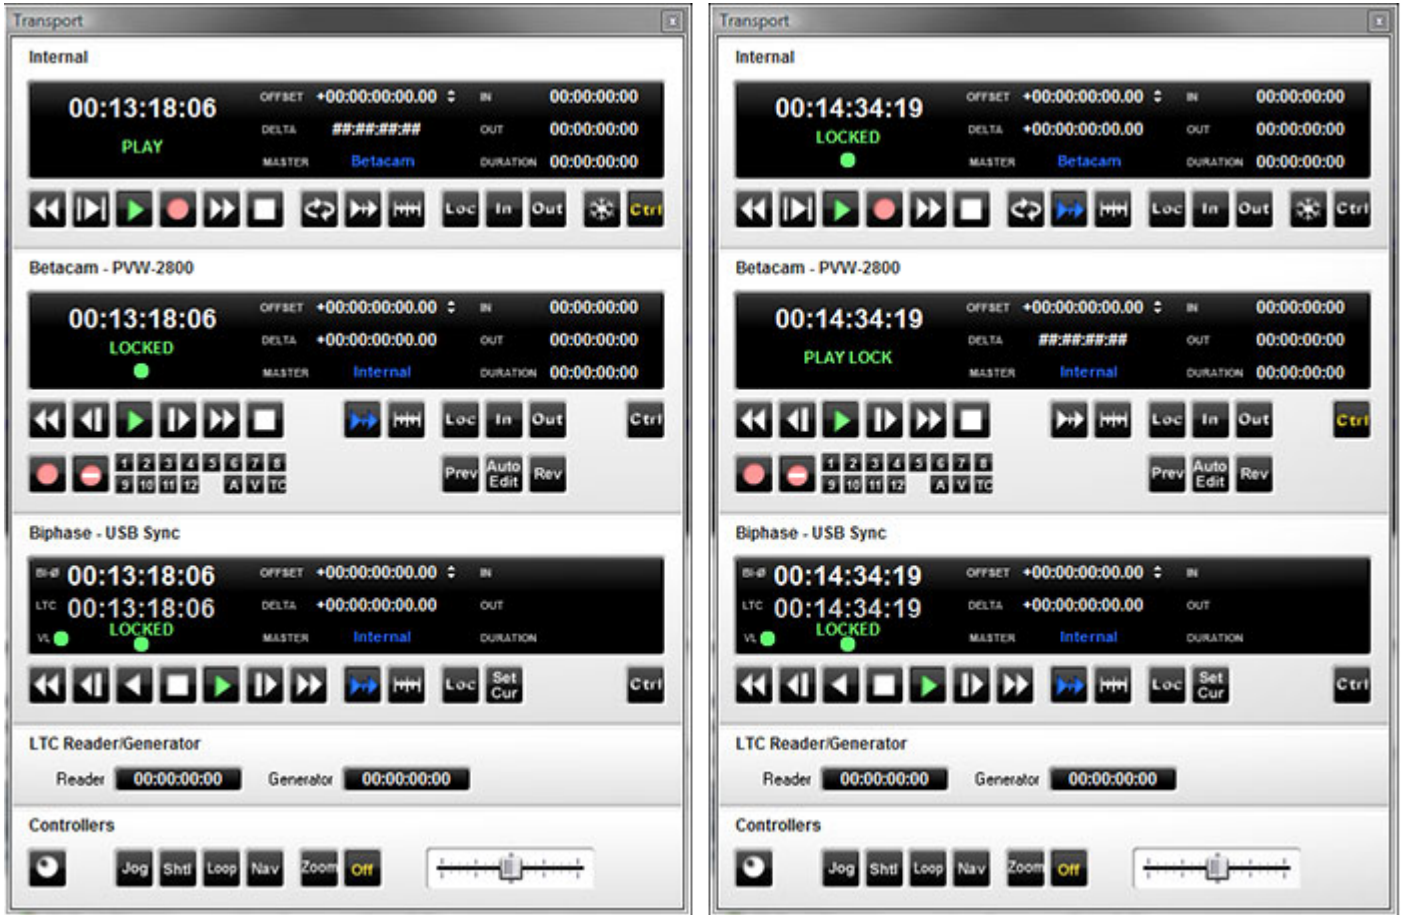 Transport
x
Internal
00:13:18:06
PLAY
OFFSET +00:00:00:00.00 IN 00:00:00:00
DELTA ##:##:##:## OUT 00:00:00:00
MASTER Betacam DURATION 00:00:00:00
Loc In Out Ctrl
Betacam - PVW-2800
00:13:18:06
LOCKED
OFFSET +00:00:00:00.00 IN 00:00:00:00
DELTA +00:00:00:00.00 OUT 00:00:00:00
MASTER Internal DURATION 00:00:00:00
Loc In Out Ctrl
1 2 3 4 5 6 7 8
9 10 11 12 A V TC
Prev Auto Edit Rev
Biphase - USB Sync
BI-Ø 00:13:18:06 OFFSET +00:00:00:00.00 IN
LTC 00:13:18:06 DELTA +00:00:00:00.00 OUT
LOCKED
VL MASTER Internal DURATION
Loc Set Cur Ctrl
LTC Reader/Generator
Reader 00:00:00:00 Generator 00:00:00:00
Controllers
Jog Shtl Loop Nav Zoom Off
Transport
x
Internal
00:14:34:19
LOCKED
OFFSET +00:00:00:00.00 IN 00:00:00:00
DELTA +00:00:00:00.00 OUT 00:00:00:00
MASTER Betacam DURATION 00:00:00:00
Loc In Out Ctrl
Betacam - PVW-2800
00:14:34:19
PLAY LOCK
OFFSET +00:00:00:00.00 IN 00:00:00:00
DELTA ##:##:##:## OUT 00:00:00:00
MASTER Internal DURATION 00:00:00:00
Loc In Out Ctrl
1 2 3 4 5 6 7 8
9 10 11 12 A V TC
Prev Auto Edit Rev
Biphase - USB Sync
BI-Ø 00:14:34:19 OFFSET +00:00:00:00.00 IN
LTC 00:14:34:19 DELTA +00:00:00:00.00 OUT
LOCKED
VL MASTER Internal DURATION
Loc Set Cur Ctrl
LTC Reader/Generator
Reader 00:00:00:00 Generator 00:00:00:00
Controllers
Jog Shtl Loop Nav Zoom Off